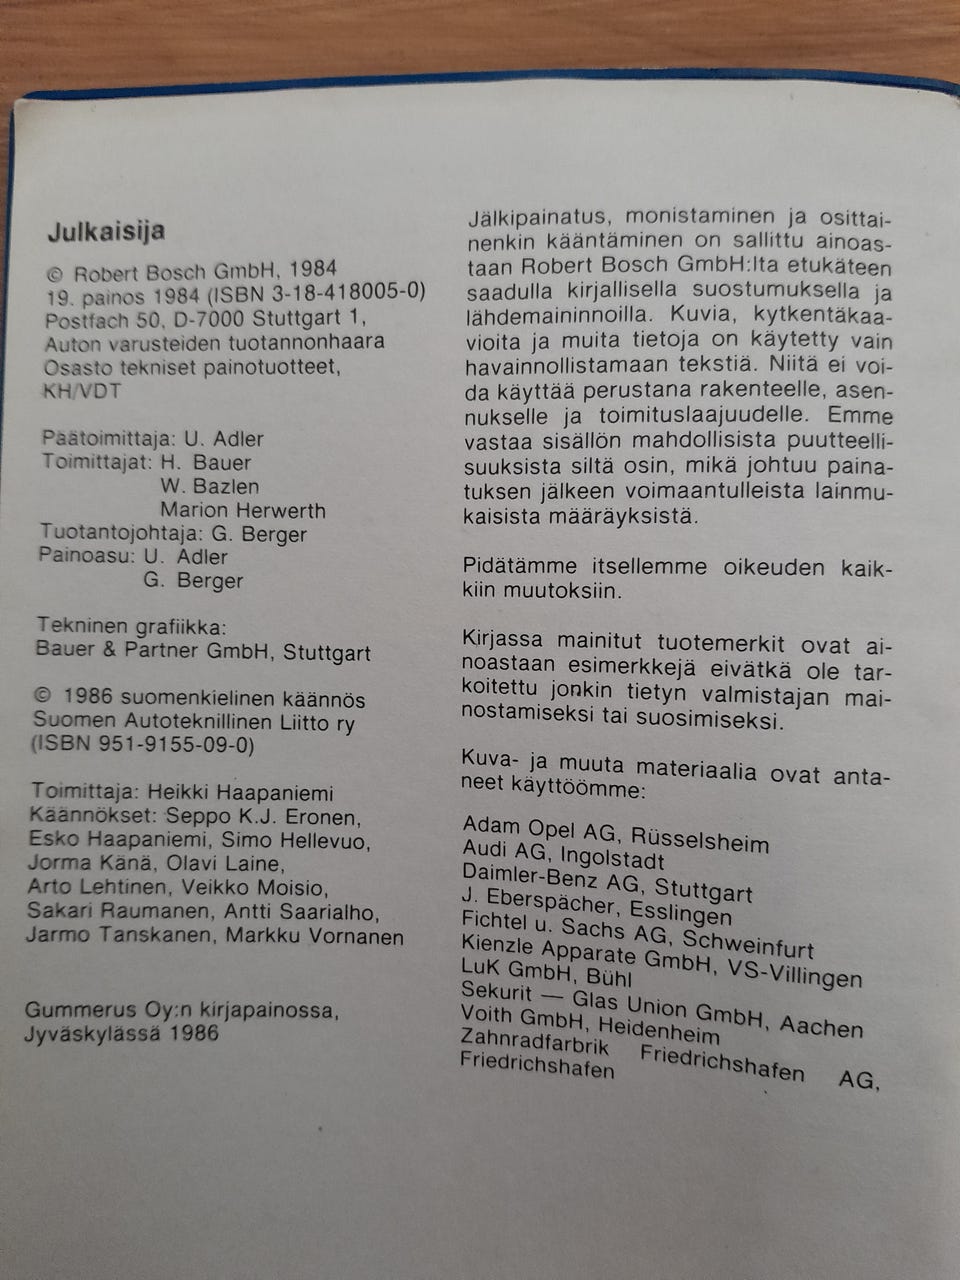 Julkaisija
© Robert Bosch GmbH, 1984
19. painos 1984 (ISBN 3-18-418005-0)
Postfach 50, D-7000 Stuttgart 1,
Auton varusteiden tuotannonhaara
Osasto tekniset painotuotteet,
KH/VDT
Päätoimittaja: U. Adler
Toimittajat: H. Bauer
W. Bazlen
Marion Herwerth
Tuotantojohtaja: G. Berger
Painoasu: U. Adler
G. Berger
Tekninen grafiikka:
Bauer & Partner GmbH, Stuttgart
© 1986 suomenkielinen käännös
Suomen Autoteknillinen Liitto ry
(ISBN 951-9155-09-0)
Toimittaja: Heikki Haapaniemi
Käännökset: Seppo K.J. Eronen,
Esko Haapaniemi, Simo Hellevuo,
Jorma Känä, Olavi Laine,
Arto Lehtinen, Veikko Moisio,
Sakari Raumanen, Antti Saarialho,
Jarmo Tanskanen, Markku Vornanen
Gummerus Oy:n kirjapainossa,
Jyväskylässä 1986
Jälkipainatus, monistaminen ja osittai-
nenkin kääntäminen on sallittu ainoas-
taan Robert Bosch GmbH:lta etukäteen
saadulla kirjallisella suostumuksella ja
lähdemaininnoilla. Kuvia, kytkentäkaa-
vioita ja muita tietoja on käytetty vain
havainnollistamaan tekstiä. Niitä ei voi-
da käyttää perustana rakenteelle, asen-
nukselle ja toimituslaajuudelle. Emme
vastaa sisällön mahdollisista puutteelli-
suuksista siltä osin, mikä johtuu paina-
tuksen jälkeen voimaantulleista lainmu-
kaisista määräyksistä.
Pidätämme itsellemme oikeuden kaik-
kiin muutoksiin.
Kirjassa mainitut tuotemerkit ovat ai-
noastaan esimerkkejä eivätkä ole tar-
koitettu jonkin tietyn valmistajan mai-
nostamiseksi tai suosimiseksi.
Kuva- ja muuta materiaalia ovat anta-
neet käyttöömme:
Adam Opel AG, Rüsselsheim
Audi AG, Ingolstadt
Daimler-Benz AG, Stuttgart
J. Eberspächer, Esslingen
Fichtel u. Sachs AG, Schweinfurt
Kienzle Apparate GmbH, VS-Villingen
LuK GmbH, Bühl
Sekurit — Glas Union GmbH, Aachen
Voith GmbH, Heidenheim
Zahnradfarbrik Friedrichshafen AG,
Friedrichshafen